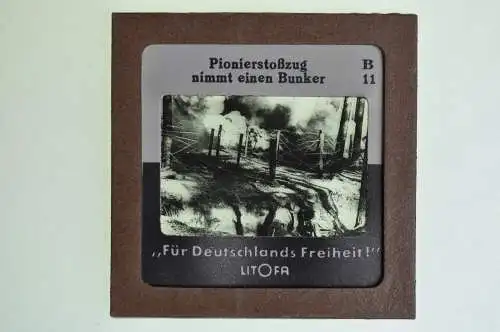 Pionierstoßzug
nimmt einen Bunker
B
11
„Für Deutschlands Freiheit!“
LITOFA